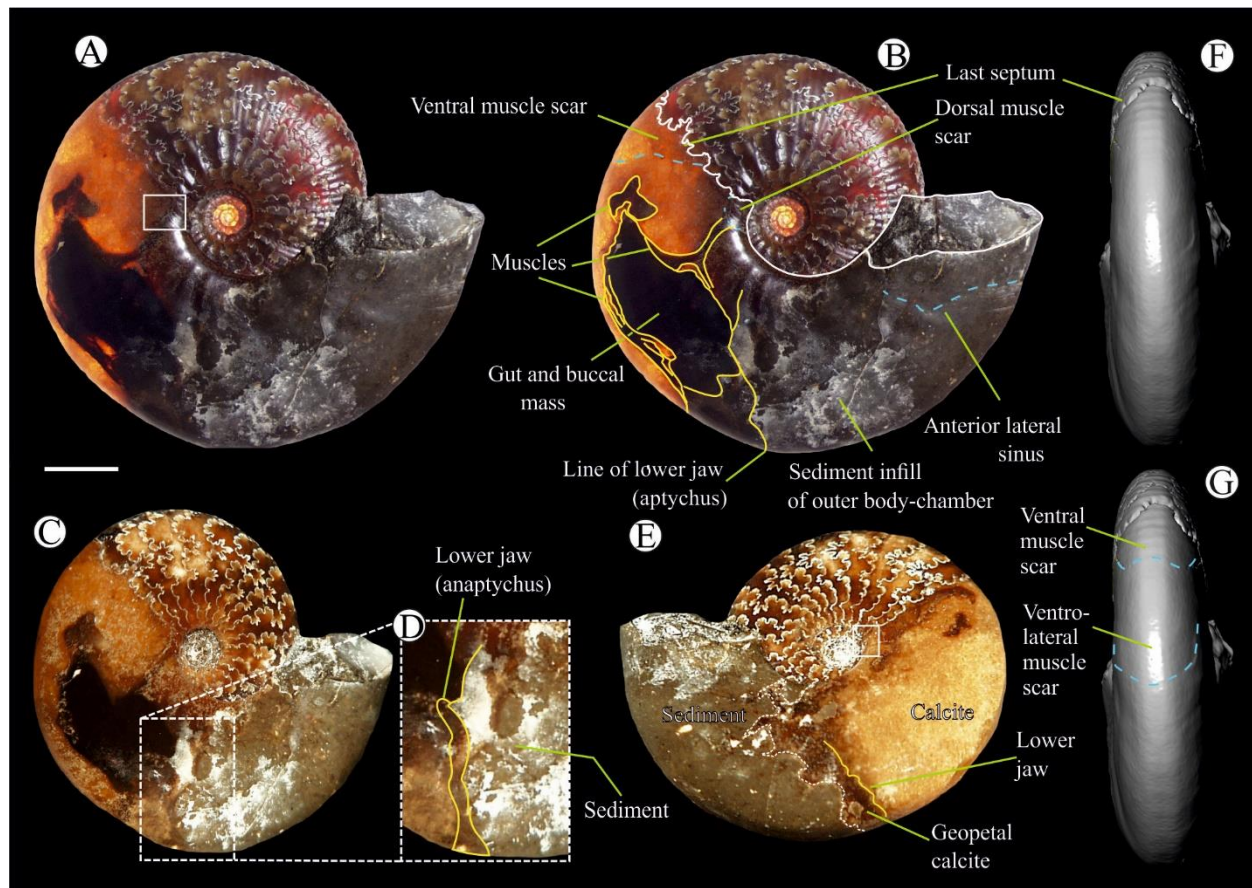 A
B
F
Last septum
Ventral muscle scar
Dorsal muscle
scar
Muscles
Gut and buccal
mass
Anterior lateral
sinus
Line of lower jaw
(aptychus)
Sediment infill
of outer body-chamber
G
C
E
Ventral
muscle
scar
Lower jaw
(anaptychus)
D
Ventro-
lateral
muscle
scar
Sediment
Calcite
Lower
jaw
Sediment
Geopetal
calcite